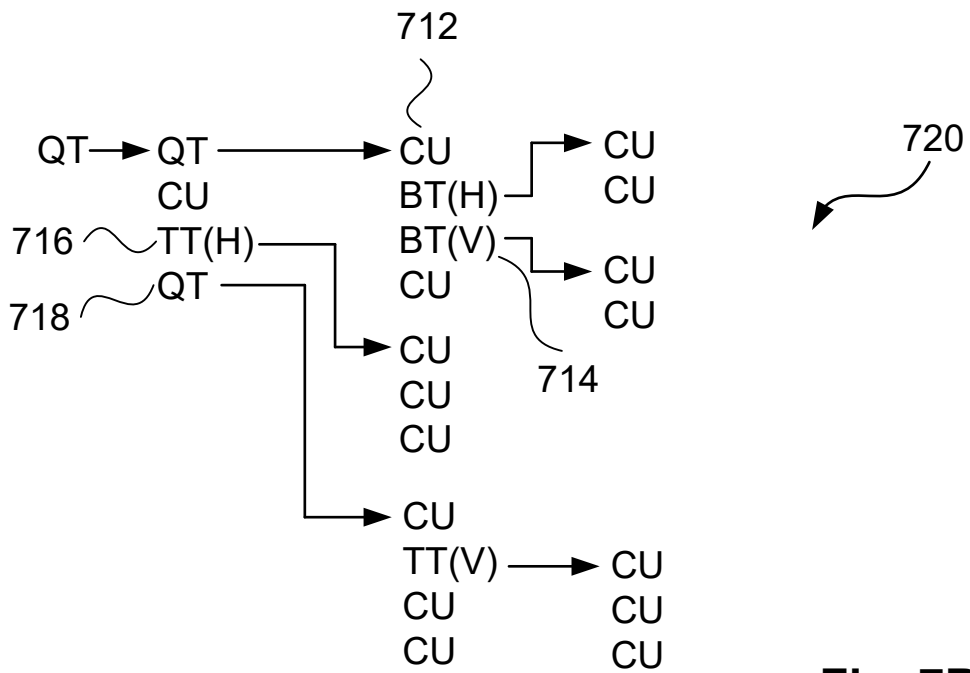 712
QT QT CU CU
CU BT(H) CU 720
716 TT(H) BT(V) CU
718 QT CU CU
CU 714
CU
CU
CU
TT(V) CU
CU CU
CU CU